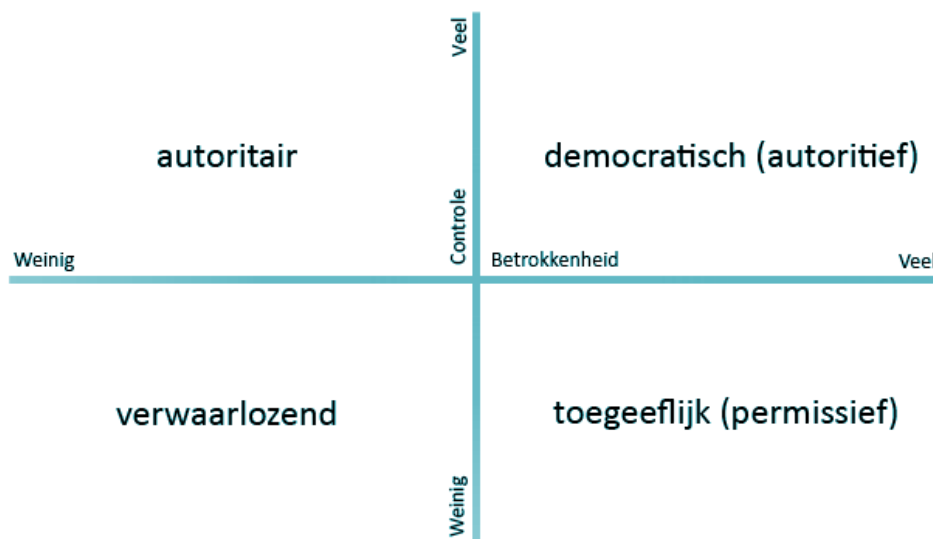 Veel
autoritair
democratisch (autoritief)
Controle
Weinig
Betrokkenheid
Veel
verwaarlozend
toegeeflijk (permissief)
Weinig